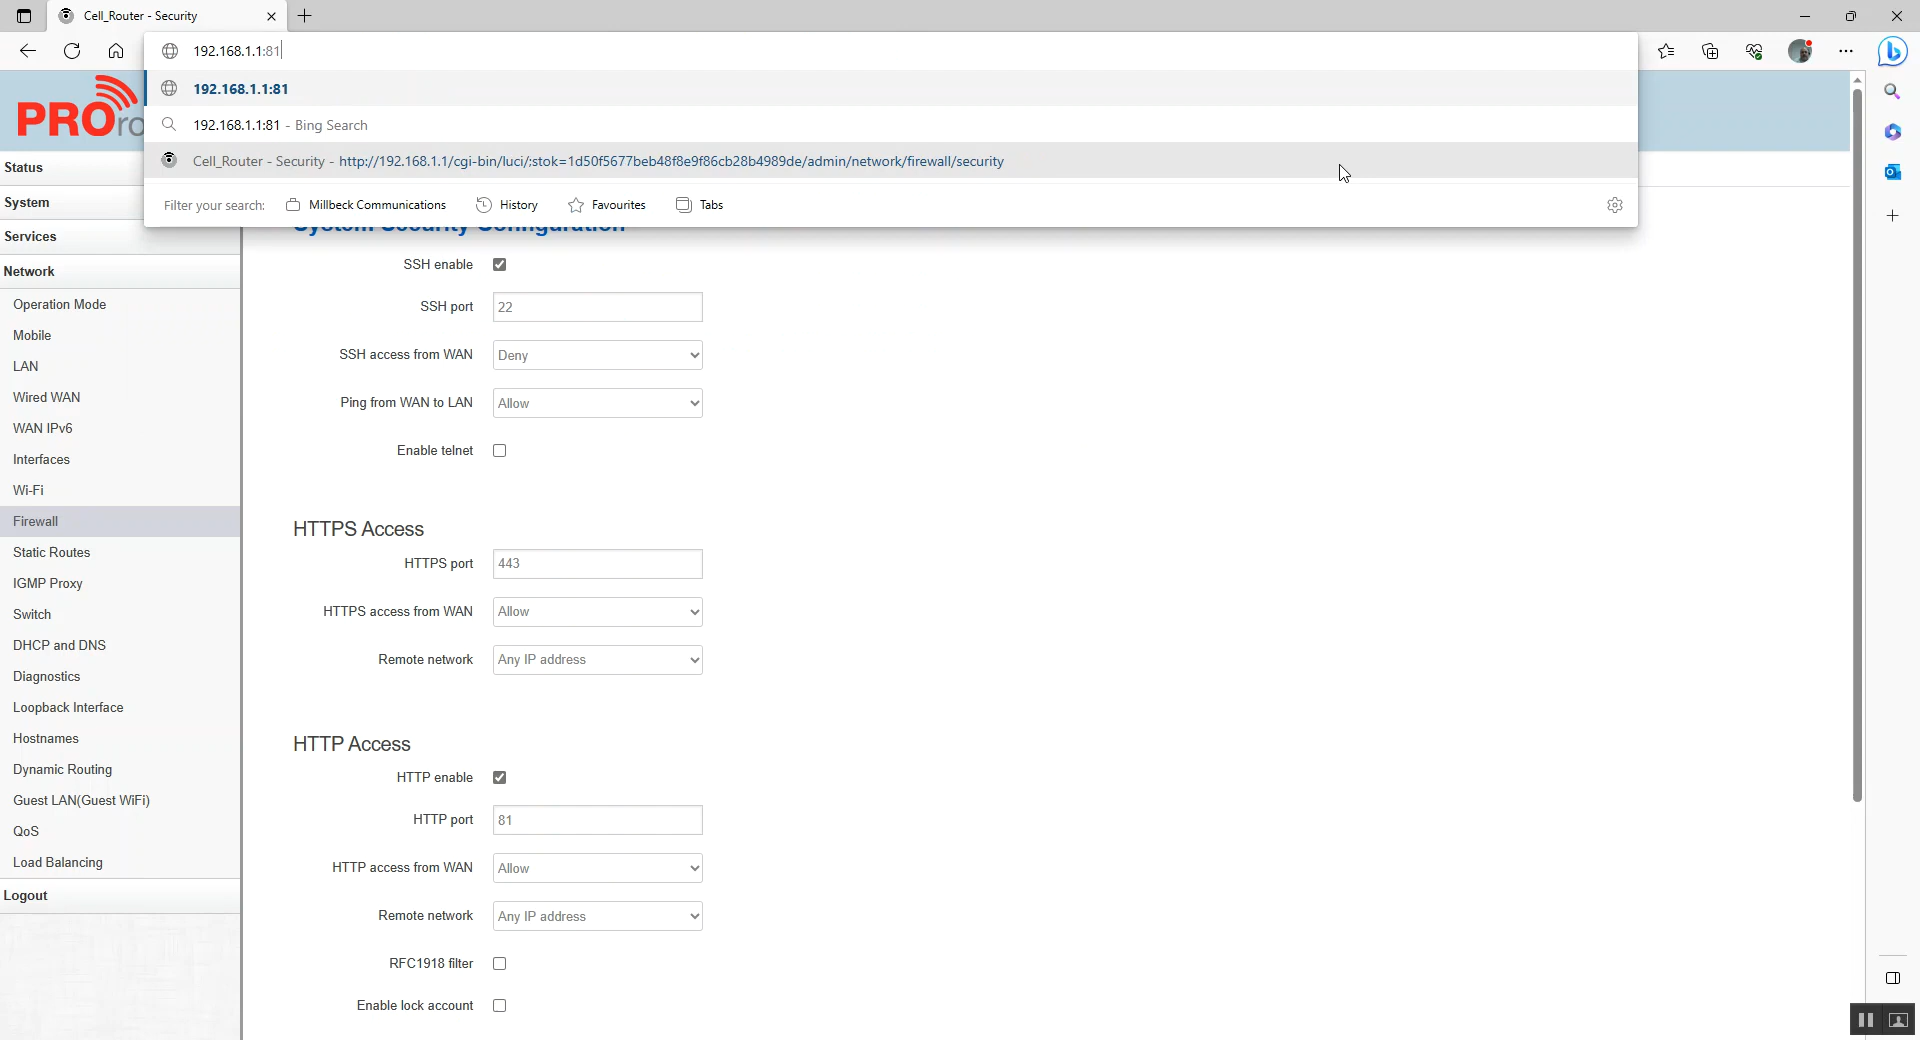 Cell_Router - Security
192.168.1.1:81
192.168.1.1:81
192.168.1.1:81 - Bing Search
Cell_Router - Security - http://192.168.1.1/cgi-bin/luci/;stok=1d50f5677beb48f8e9f86cb28b4989de/admin/network/firewall/security
Filter your search: Millbeck Communications History Favourites Tabs
PROro
Status
System
Services
Network
Operation Mode
Mobile
LAN
Wired WAN
WAN IPv6
Interfaces
Wi-Fi
Firewall
Static Routes
IGMP Proxy
Switch
DHCP and DNS
Diagnostics
Loopback Interface
Hostnames
Dynamic Routing
Guest LAN(Guest WiFi)
QoS
Load Balancing
Logout
System Security Configuration
SSH enable
SSH port 22
SSH access from WAN Deny
Ping from WAN to LAN Allow
Enable telnet
HTTPS Access
HTTPS port 443
HTTPS access from WAN Allow
Remote network Any IP address
HTTP Access
HTTP enable
HTTP port 81
HTTP access from WAN Allow
Remote network Any IP address
RFC1918 filter
Enable lock account